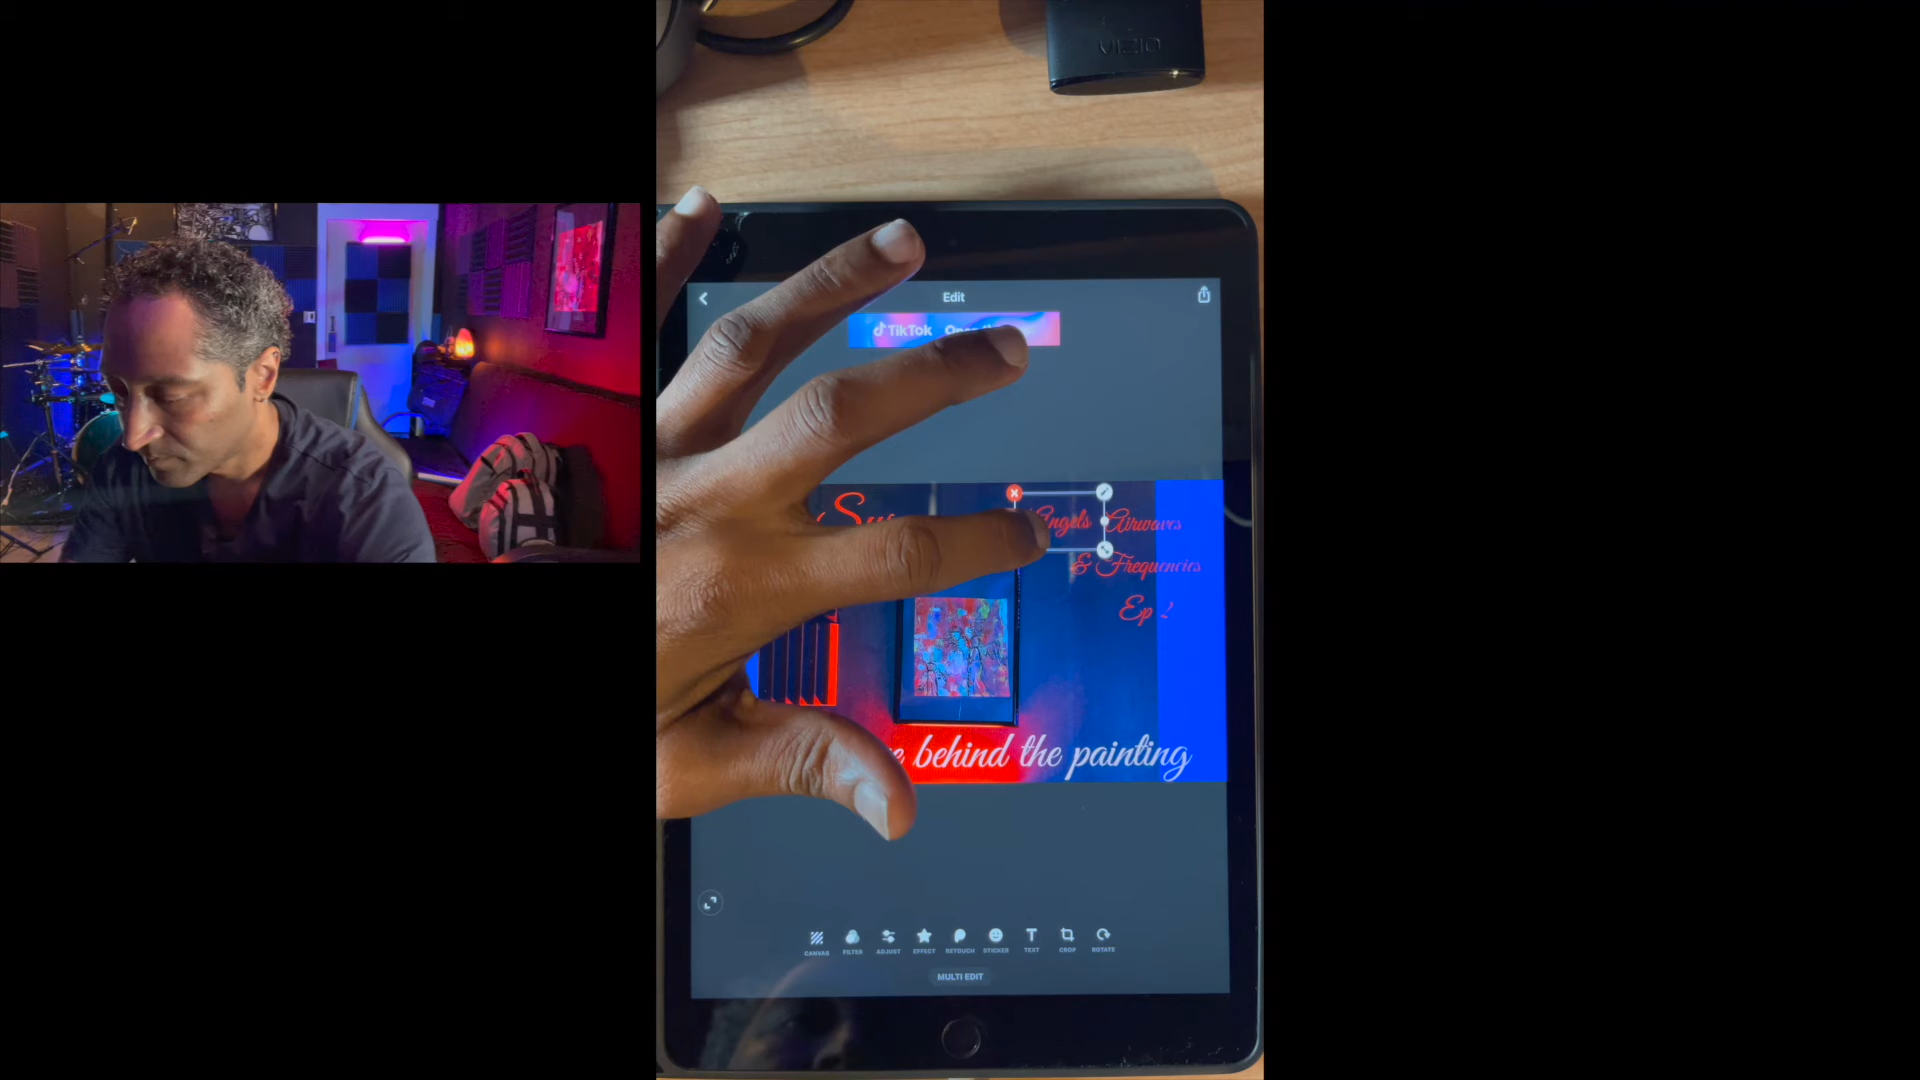 VIZIO
Edit
TikTok
Angels Airwaves
& Frequencies
Ep 2
behind the painting
CANVAS FILTER ADJUST EFFECT RETOUCH STICKER TEXT CROP ROTATE
MULTI EDIT